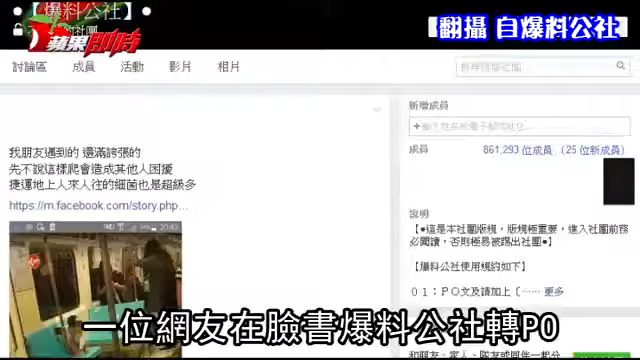 【爆料公社】
蘋果即時
翻攝 自爆料公社
討論區 成員 活動 影片 相片
新增成員
成員 861,293 位成員 (25 位新成員)
我朋友遇到的 還滿誇張的
先不說這樣爬會造成其他人困擾
捷運地上人來人往的細菌也是超級多
https://m.facebook.com/story.php...
20:43
說明
【●這是本社團版規，版規極重要，進入社團前務
必閱讀，否則極易被踢出社團●】
【爆料公社使用規約如下】
０１：ＰＯ文及請加上〔…… 更多
一位網友在臉書爆料公社轉PO